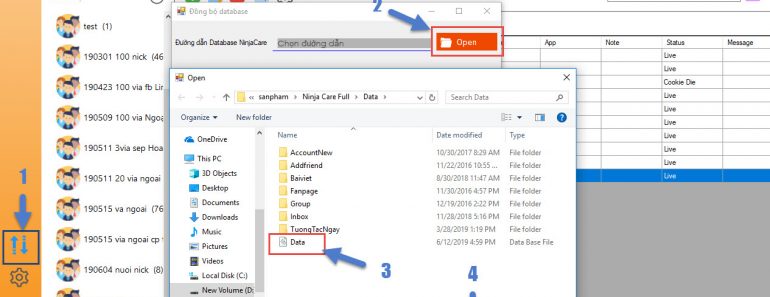 test (1)
190301 100 nick (46
190423 100 via fb Lin
190509 100 via Ngoa
190511 3via sep Hoa
190511 20 via ngoai
190515 va ngoai (76
190515 via ngoai cp t
190604 nuoi nick (8)
1
Đồng bộ database
2
Đường dẫn Database NinjaCare
Chọn đường dẫn
Open
App Note Status Message
Live
Live
Cookie Die
Live
Live
Live
Live
Live
Live
Live
Open
« sanpham › Ninja Care Full › Data ›
Search Data
Organize New folder
OneDrive
This PC
3D Objects
Desktop
Documents
Downloads
Music
Pictures
Videos
Local Disk (C:)
New Volume (D:)
Name Date modified Type
AccountNew 10/30/2017 8:29 AM File folder
Addfriend 11/22/2016 10:55 ... File folder
Baiviet 8/30/2018 11:47 AM File folder
Fanpage 11/30/2016 4:57 PM File folder
Group 12/19/2016 2:22 PM File folder
Inbox 11/28/2018 5:16 PM File folder
TuongTacNgay 3/28/2019 1:19 PM File folder
Data 6/12/2019 4:59 PM Data Base File
3
4